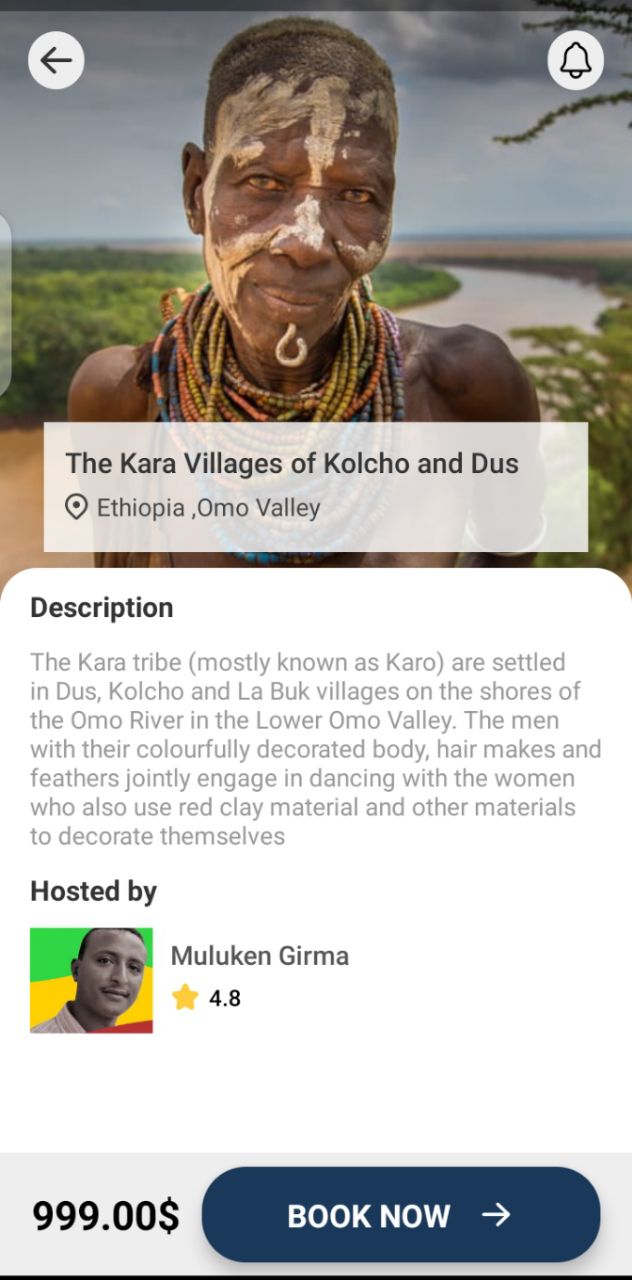 The Kara Villages of Kolcho and Dus
Ethiopia ,Omo Valley
Description
The Kara tribe (mostly known as Karo) are settled
in Dus, Kolcho and La Buk villages on the shores of
the Omo River in the Lower Omo Valley. The men
with their colourfully decorated body, hair makes and
feathers jointly engage in dancing with the women
who also use red clay material and other materials
to decorate themselves
Hosted by
Muluken Girma
4.8
999.00$
BOOK NOW